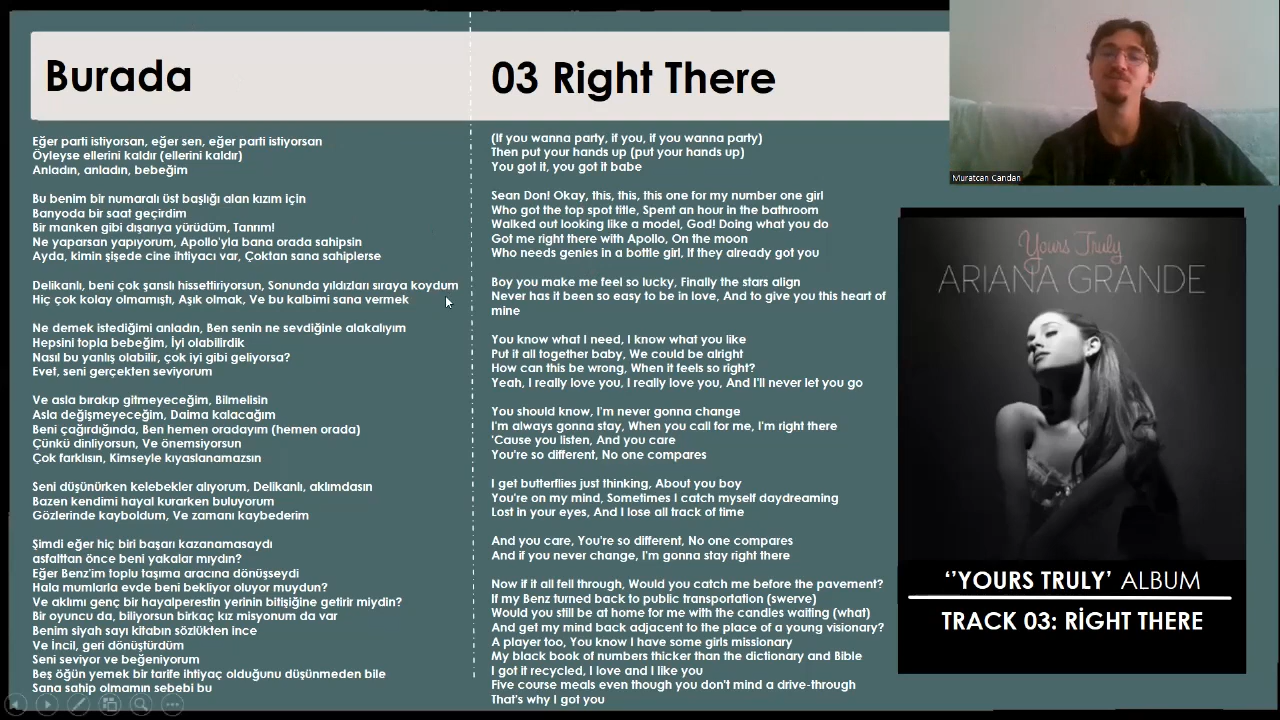 Burada
Eğer parti istiyorsan, eğer sen, eğer parti istiyorsan
Öyleyse ellerini kaldır (ellerini kaldır)
Anladın, anladın, bebeğim
Bu benim bir numaralı üst başlığı alan kızım için
Banyoda bir saat geçirdim
Bir manken gibi dışarıya yürüdüm, Tanrım!
Ne yaparsan yapıyorum, Apollo'yla bana orada sahipsin
Ayda, kimin şişede cine ihtiyacı var, Çoktan sana sahiplerse
Delikanlı, beni çok şanslı hissettiriyorsun, Sonunda yıldızları sıraya koydum
Hiç çok kolay olmamıştı, Aşık olmak, Ve bu kalbimi sana vermek
Ne demek istediğimi anladın, Ben senin ne sevdiğinle alakalıyım
Hepsini topla bebeğim, İyi olabilirdik
Nasıl bu yanlış olabilir, çok iyi gibi geliyorsa?
Evet, seni gerçekten seviyorum
Ve asla bırakıp gitmeyeceğim, Bilmelisin
Asla değişmeyeceğim, Daima kalacağım
Beni çağırdığında, Ben hemen oradayım (hemen orada)
Çünkü dinliyorsun, Ve önemsiyorsun
Çok farklısın, Kimseyle kıyaslanamazsın
Seni düşünürken kelebekler alıyorum, Delikanlı, aklımdasın
Bazen kendimi hayal kurarken buluyorum
Gözlerinde kayboldum, Ve zamanı kaybederim
Şimdi eğer hiç biri başarı kazanamasaydı
asfalttan önce beni yakalar mıydın?
Eğer Benz'im toplu taşıma aracına dönüşseydi
Hala mumlarla evde beni bekliyor oluyor muydun?
Ve aklımı genç bir hayalperestin yerinin bitişiğine getirir miydin?
Bir oyuncu da, biliyorsun birkaç kız misyonum da var
Benim siyah sayı kitabın sözlükten ince
Ve İncil, geri dönüştürdüm
Seni seviyor ve beğeniyorum
Beş öğün yemek bir tarife ihtiyaç olduğunu düşünmeden bile
Sana sahip olmamın sebebi bu
03 Right There
(If you wanna party, if you, if you wanna party)
Then put your hands up (put your hands up)
You got it, you got it babe
Sean Don! Okay, this, this, this one for my number one girl
Who got the top spot title, Spent an hour in the bathroom
Walked out looking like a model, God! Doing what you do
Got me right there with Apollo, On the moon
Who needs genies in a bottle girl, If they already got you
Boy you make me feel so lucky, Finally the stars align
Never has it been so easy to be in love, And to give you this heart of
mine
You know what I need, I know what you like
Put it all together baby, We could be alright
How can this be wrong, When it feels so right?
Yeah, I really love you, I really love you, And I'll never let you go
You should know, I'm never gonna change
I'm always gonna stay, When you call for me, I'm right there
'Cause you listen, And you care
You're so different, No one compares
I get butterflies just thinking, About you boy
You're on my mind, Sometimes I catch myself daydreaming
Lost in your eyes, And I lose all track of time
And you care, You're so different, No one compares
And if you never change, I'm gonna stay right there
Now if it all fell through, Would you catch me before the pavement?
If my Benz turned back to public transportation (swerve)
Would you still be at home for me with the candles waiting (what)
And get my mind back adjacent to the place of a young visionary?
A player too, You know I have some girls missionary
My black book of numbers thicker than the dictionary and Bible
I got it recycled, I love and I like you
Five course meals even though you don't mind a drive-through
That's why I got you
Muratcan Candan
Yours Truly
ARIANA GRANDE
‘’YOURS TRULY’ ALBUM
TRACK 03: RİGHT THERE